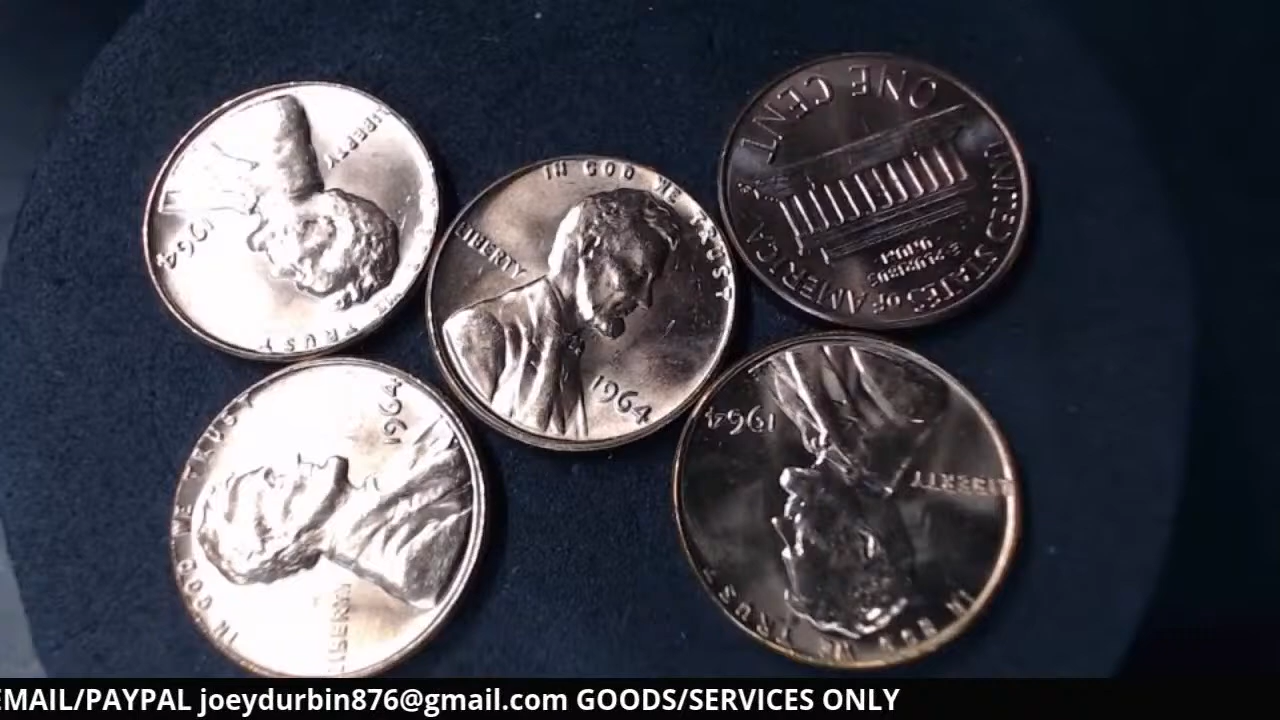 LIBERTY
1964
TRUST
IN GOD WE TRUST
LIBERTY
1964
ONE CENT
E·PLURIBUS
UNUM
UNITED STATES OF AMERICA
IN GOD WE TRUST
LIBERTY
1964
1964
LIBERTY
IN GOD WE TRUST
EMAIL/PAYPAL joeydurbin876@gmail.com GOODS/SERVICES ONLY